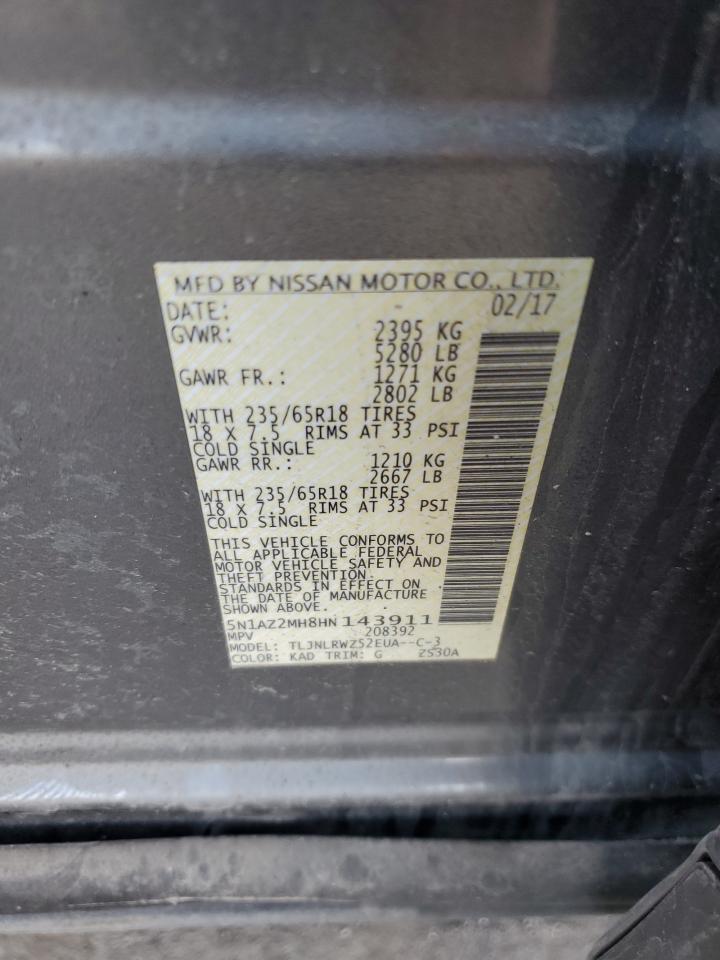 MFD BY NISSAN MOTOR CO., LTD.
DATE: - 02/17
GVWR: 2395 KG
5280 LB
GAWR FR.: 1271 KG
2802 LB
WITH 235/65R18 TIRES
18 X 7.5 RIMS AT 33 PSI
COLD SINGLE
GAWR RR.: 1210 KG
2667 LB
WITH 235/65R18 TIRES
18 X 7.5 RIMS AT 33 PSI
COLD SINGLE
THIS VEHICLE CONFORMS TO
ALL APPLICABLE FEDERAL
MOTOR VEHICLE SAFETY AND
THEFT PREVENTION
STANDARDS IN EFFECT ON
THE DATE OF MANUFACTURE
SHOWN ABOVE.
5N1AZ2MH8HN143911
MPV 208392
MODEL: TLJNLRWZ52EUA--C-3
COLOR: KAD TRIM: G ZS30A